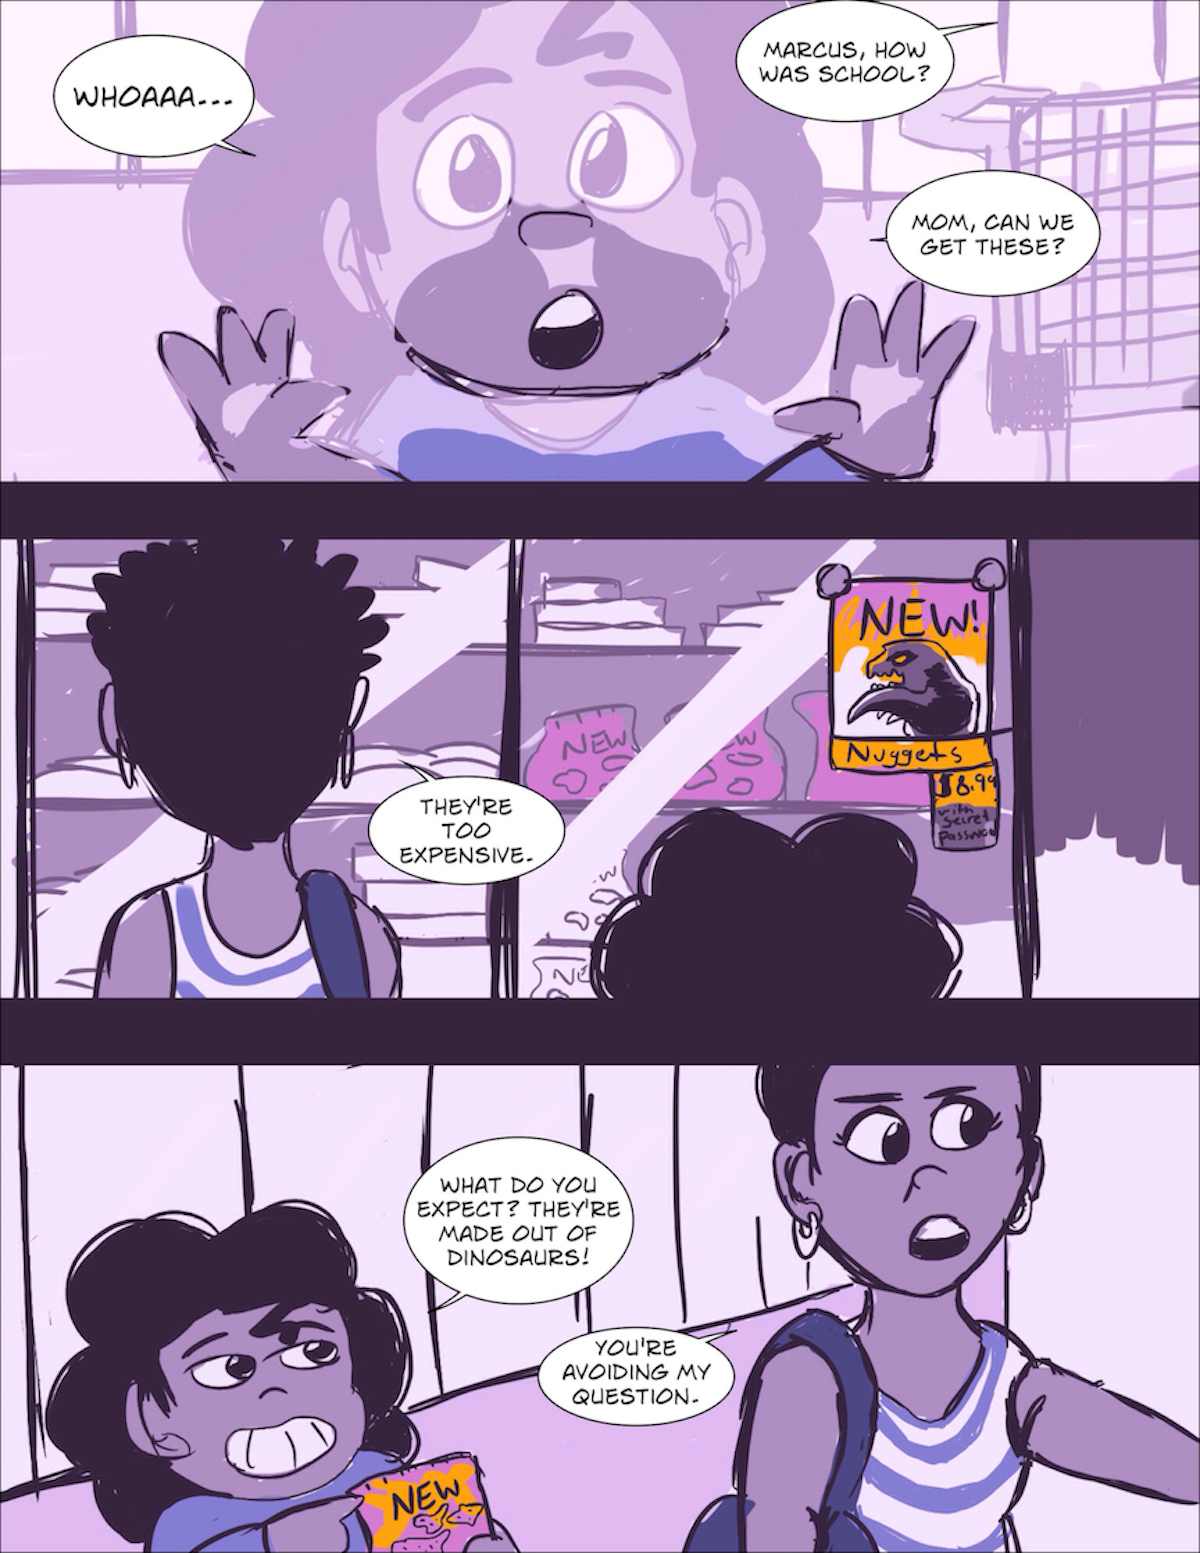 WHOAAA...
MARCUS, HOW
WAS SCHOOL?
MOM, CAN WE
GET THESE?
NEW!
Nuggets
$8.99
with
secret
NEW
NEW
THEY'RE
TOO
EXPENSIVE.
WHAT DO YOU
EXPECT? THEY'RE
MADE OUT OF
DINOSAURS!
YOU'RE
AVOIDING MY
QUESTION.
NEW